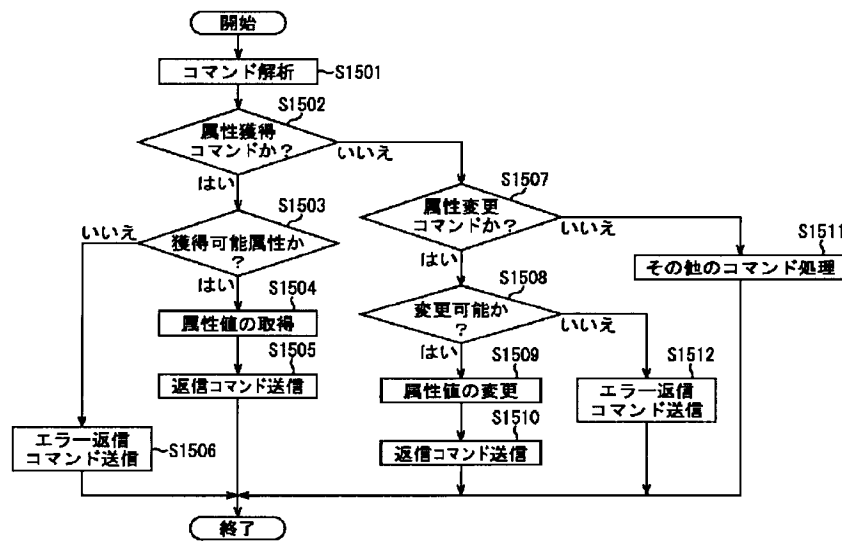 開始
コマンド解析
S1501
S1502
属性獲得
コマンドか？
いいえ
はい
S1503
いいえ
獲得可能属性か
？
はい
S1504
属性値の取得
S1505
返信コマンド送信
エラー返信
コマンド送信
S1506
S1507
属性変更
コマンドか？
いいえ
はい
S1508
変更可能か
？
いいえ
はい
S1509
属性値の変更
S1510
返信コマンド送信
S1511
その他のコマンド処理
S1512
エラー返信
コマンド送信
終了